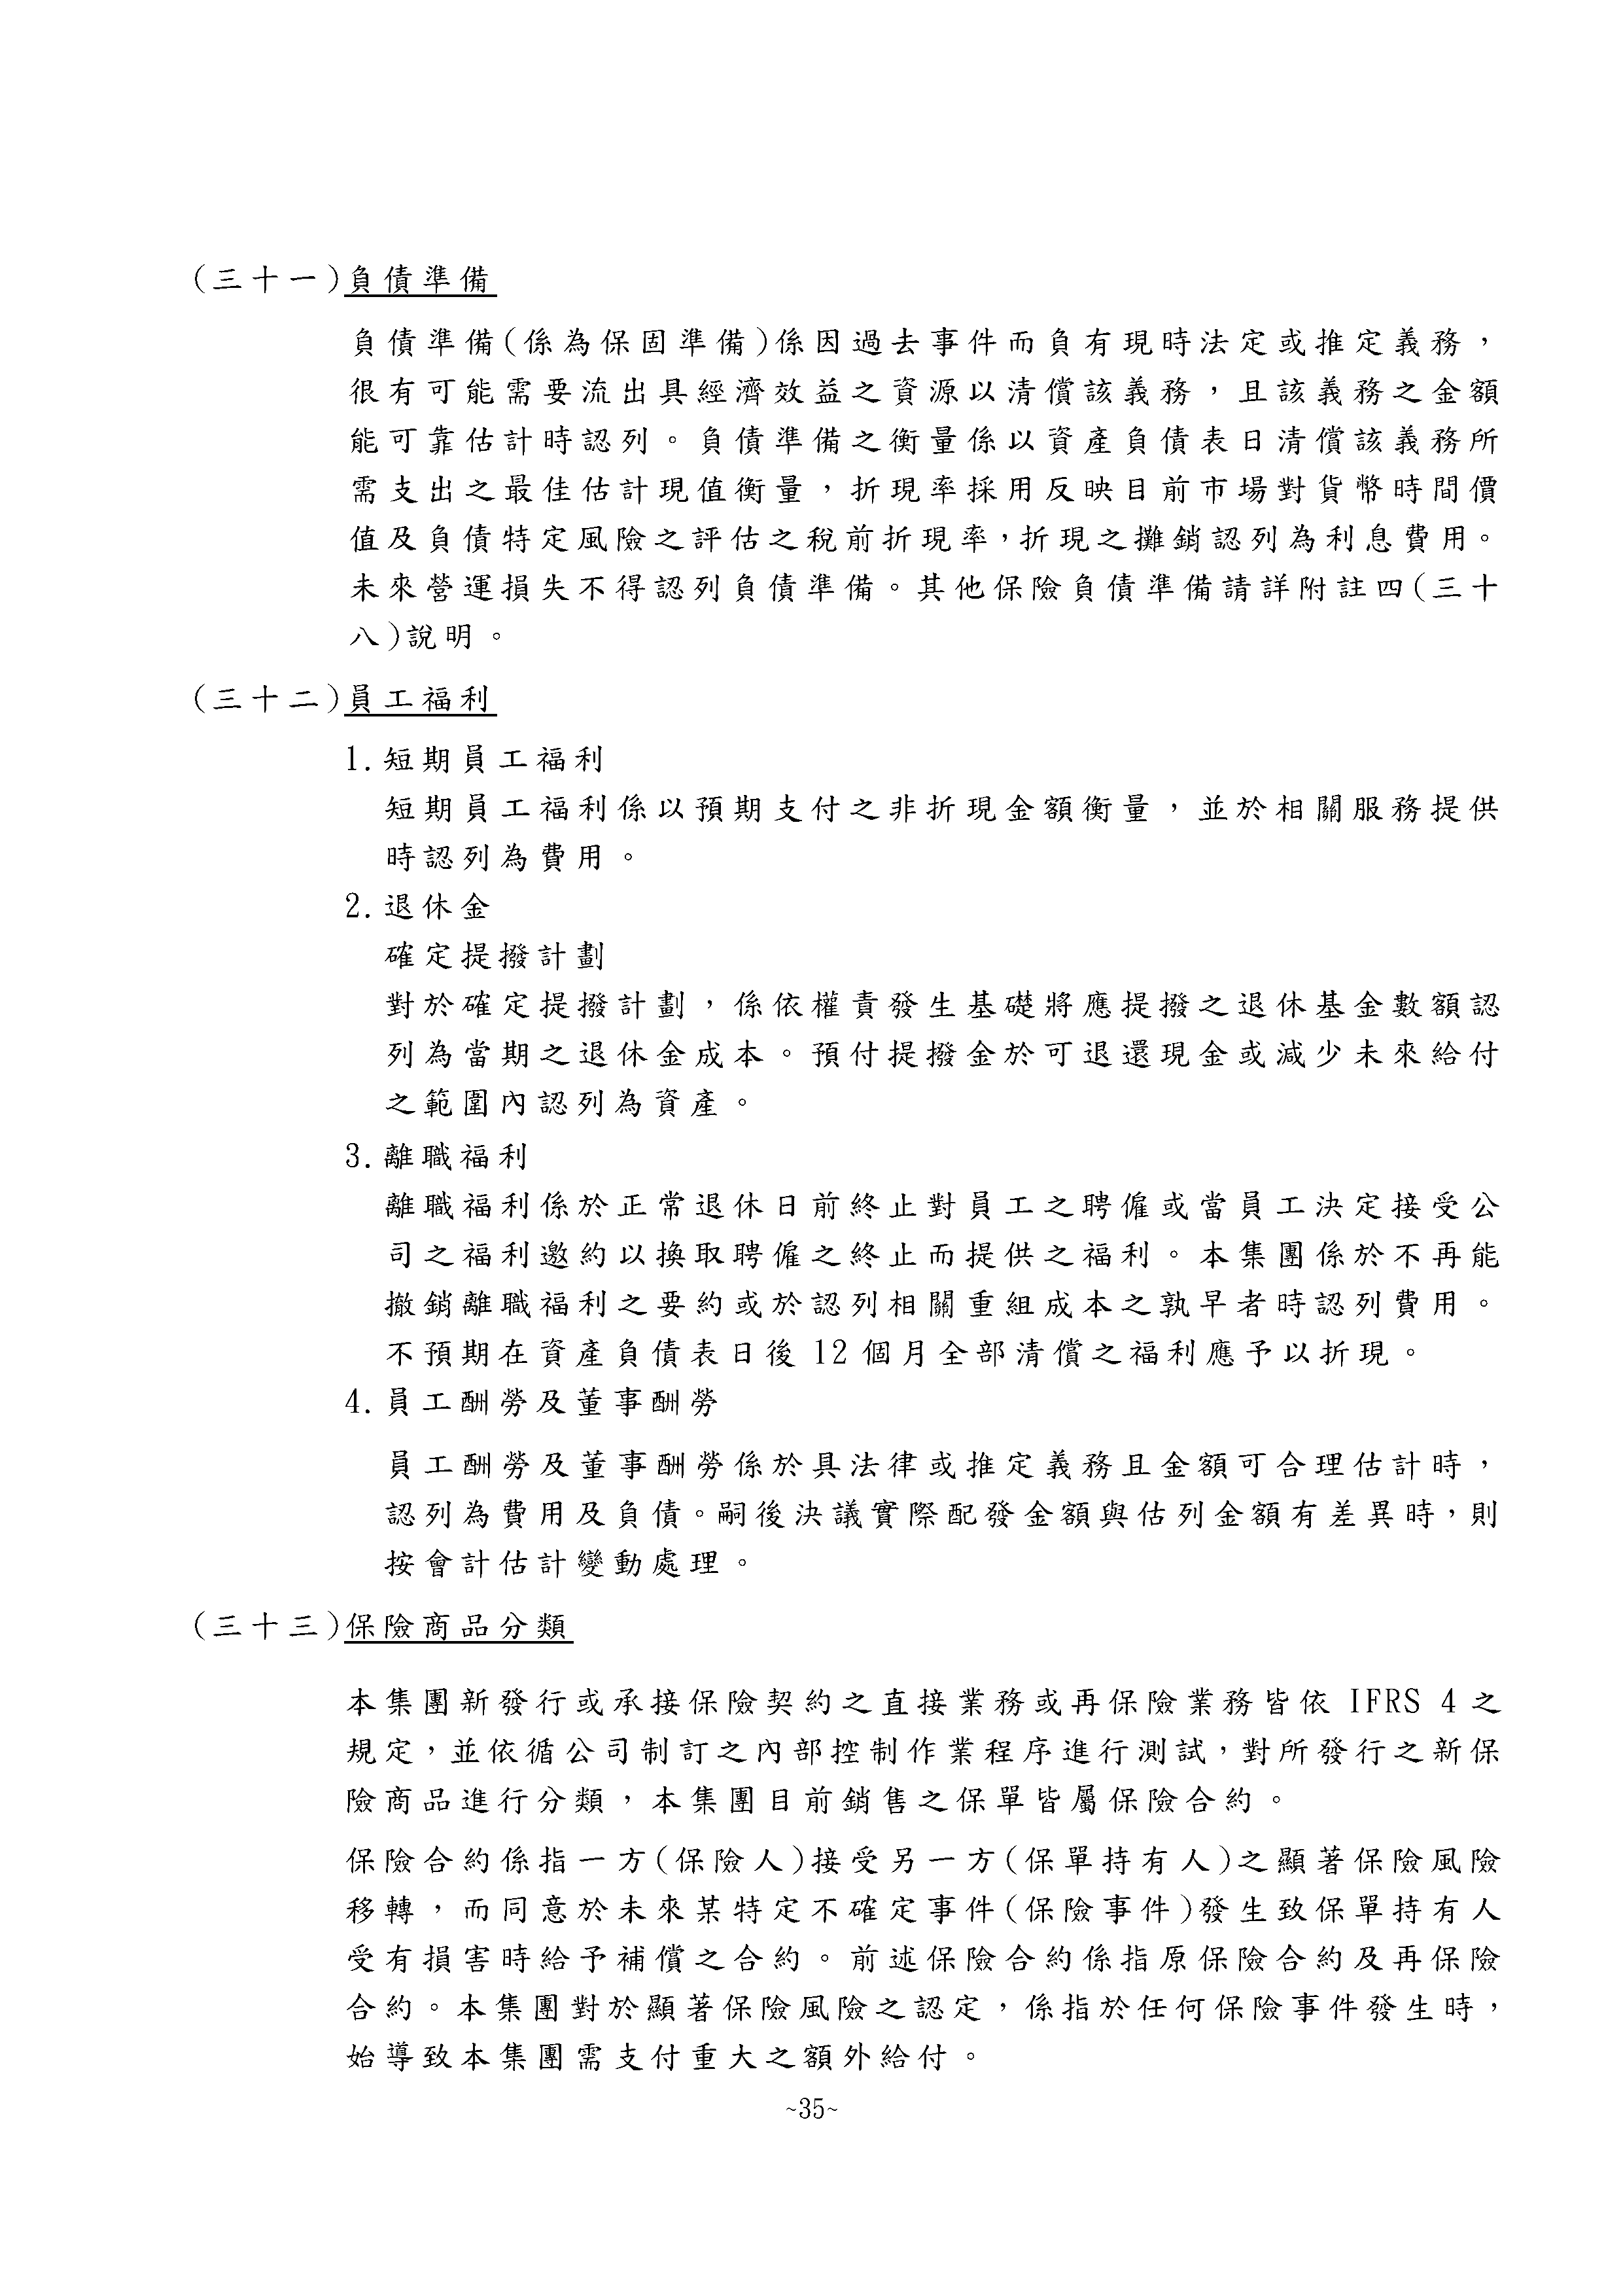 (三十一)負債準備
負債準備(係為保固準備)係因過去事件而負有現時法定或推定義務，
很有可能需要流出具經濟效益之資源以清償該義務，且該義務之金額
能可靠估計時認列。負債準備之衡量係以資產負債表日清償該義務所
需支出之最佳估計現值衡量，折現率採用反映目前市場對貨幣時間價
值及負債特定風險之評估之稅前折現率，折現之攤銷認列為利息費用。
未來營運損失不得認列負債準備。其他保險負債準備請詳附註四(三十
八)說明。
(三十二)員工福利
1.短期員工福利
短期員工福利係以預期支付之非折現金額衡量，並於相關服務提供
時認列為費用。
2.退休金
確定提撥計劃
對於確定提撥計劃，係依權責發生基礎將應提撥之退休基金數額認
列為當期之退休金成本。預付提撥金於可退還現金或減少未來給付
之範圍內認列為資產。
3.離職福利
離職福利係於正常退休日前終止對員工之聘僱或當員工決定接受公
司之福利邀約以換取聘僱之終止而提供之福利。本集團係於不再能
撤銷離職福利之要約或於認列相關重組成本之孰早者時認列費用。
不預期在資產負債表日後 12 個月全部清償之福利應予以折現。
4.員工酬勞及董事酬勞
員工酬勞及董事酬勞係於具法律或推定義務且金額可合理估計時，
認列為費用及負債。嗣後決議實際配發金額與估列金額有差異時，則
按會計估計變動處理。
(三十三)保險商品分類
本集團新發行或承接保險契約之直接業務或再保險業務皆依 IFRS 4 之
規定，並依循公司制訂之內部控制作業程序進行測試，對所發行之新保
險商品進行分類，本集團目前銷售之保單皆屬保險合約。
保險合約係指一方(保險人)接受另一方(保單持有人)之顯著保險風險
移轉，而同意於未來某特定不確定事件(保險事件)發生致保單持有人
受有損害時給予補償之合約。前述保險合約係指原保險合約及再保險
合約。本集團對於顯著保險風險之認定，係指於任何保險事件發生時，
始導致本集團需支付重大之額外給付。
~35~